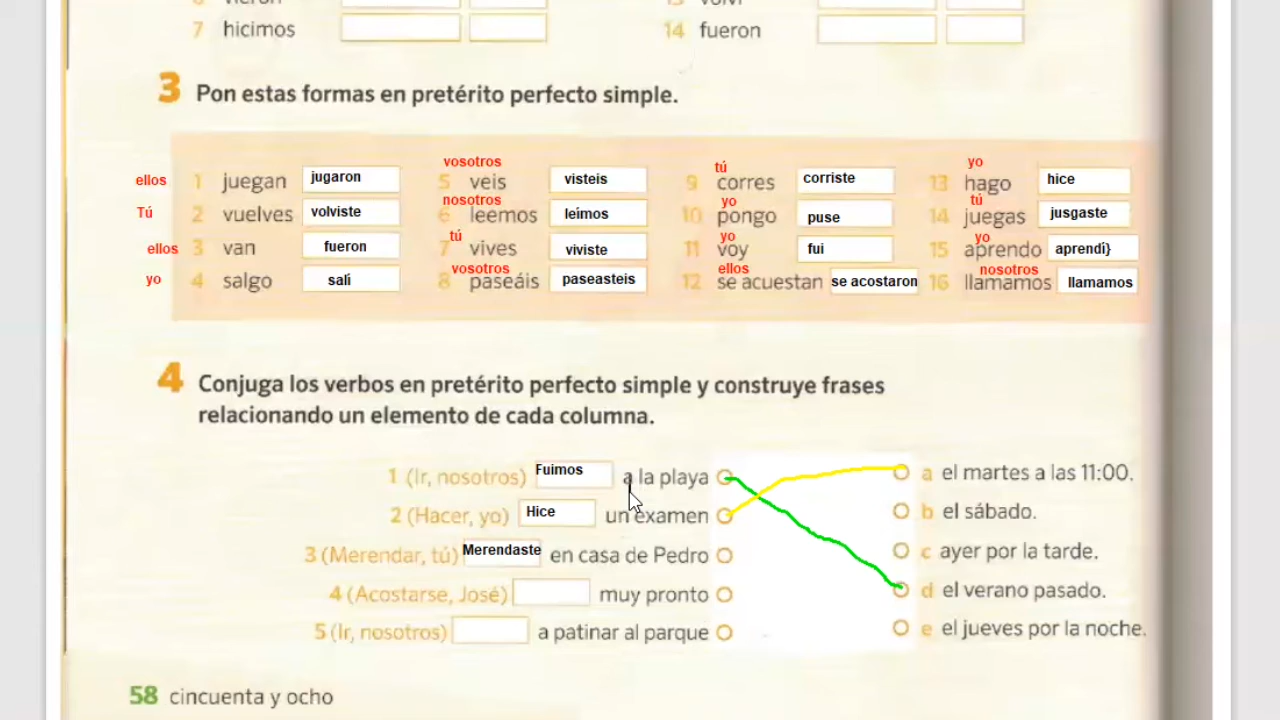 7 hicimos
14 fueron
3 Pon estas formas en pretérito perfecto simple.
ellos 1 juegan jugaron
vosotros 5 veis visteis
tú 9 corres corriste
yo 13 hago hice
Tú 2 vuelves volviste
nosotros 6 leemos leímos
yo 10 pongo puse
tú 14 juegas jusgaste
ellos 3 van fueron
tú 7 vives viviste
yo 11 voy fui
yo 15 aprendo aprendí}
yo 4 salgo salí
vosotros 8 paseáis paseasteis
ellos 12 se acuestan se acostaron
nosotros 16 llamamos llamamos
4 Conjuga los verbos en pretérito perfecto simple y construye frases
relacionando un elemento de cada columna.
1 (Ir, nosotros) Fuimos a la playa
a el martes a las 11:00.
2 (Hacer, yo) Hice un examen
b el sábado.
3 (Merendar, tú) Merendaste en casa de Pedro
c ayer por la tarde.
4 (Acostarse, José) muy pronto
d el verano pasado.
5 (Ir, nosotros) a patinar al parque
e el jueves por la noche.
58 cincuenta y ocho